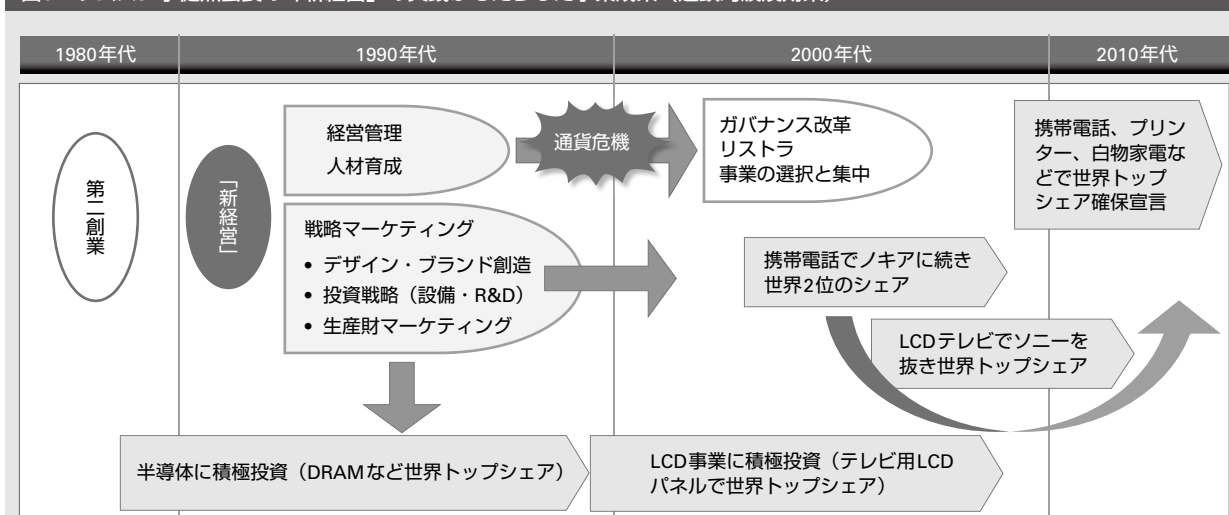 1980年代
1990年代
2000年代
2010年代
第二創業
「新経営」
経営管理
人材育成
通貨危機
ガバナンス改革
リストラ
事業の選択と集中
携帯電話、プリン
ター、白物家電な
どで世界トップ
シェア確保宣言
戦略マーケティング
• デザイン・ブランド創造
• 投資戦略（設備・R&D）
• 生産財マーケティング
携帯電話でノキアに続き
世界2位のシェア
LCDテレビでソニーを
抜き世界トップシェア
半導体に積極投資（DRAMなど世界トップシェア）
LCD事業に積極投資（テレビ用LCD
パネルで世界トップシェア）